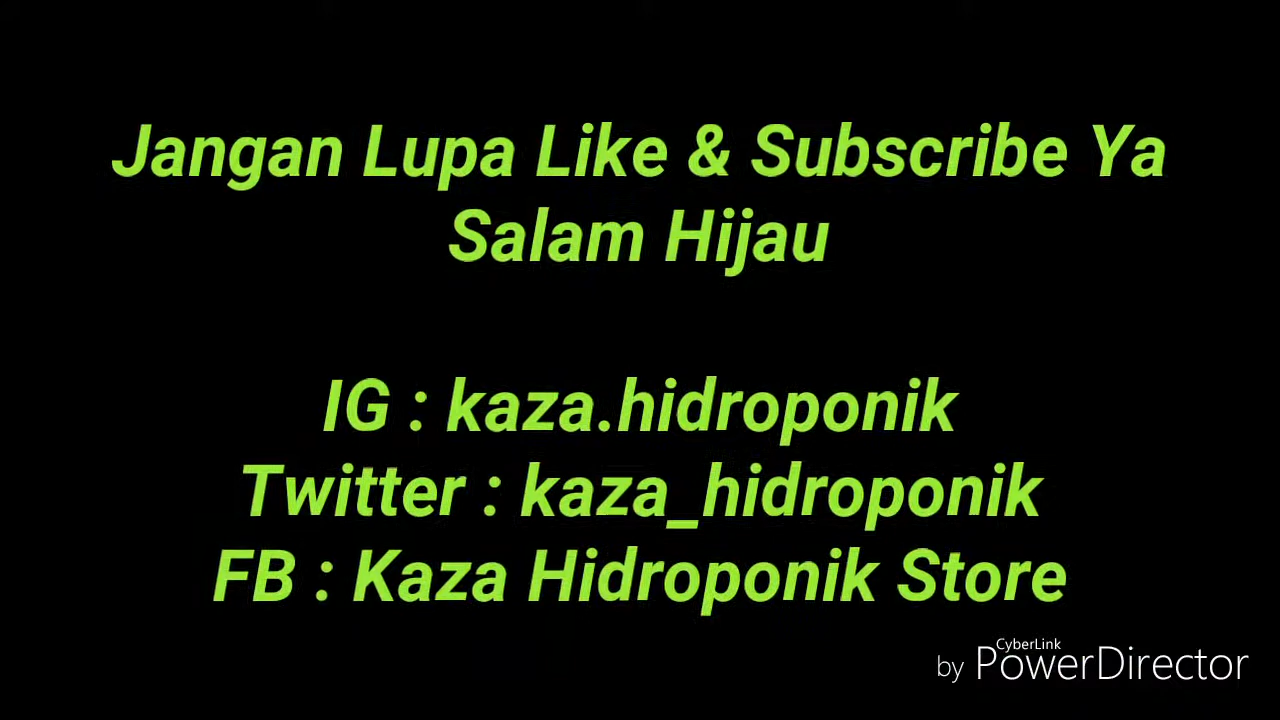 Jangan Lupa Like & Subscribe Ya
Salam Hijau
IG : kaza.hidroponik
Twitter : kaza_hidroponik
FB : Kaza Hidroponik Store
CyberLink
by PowerDirector